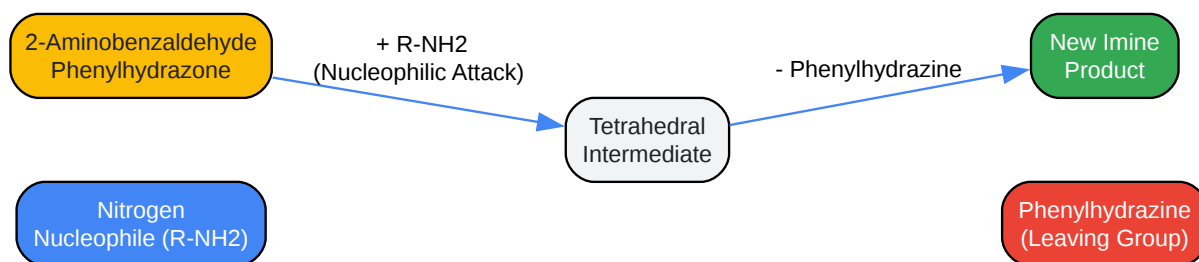 2-Aminobenzaldehyde
Phenylhydrazone
+ R-NH2
(Nucleophilic Attack)
Tetrahedral
Intermediate
- Phenylhydrazine
New Imine
Product
Nitrogen
Nucleophile (R-NH2)
Phenylhydrazine
(Leaving Group)